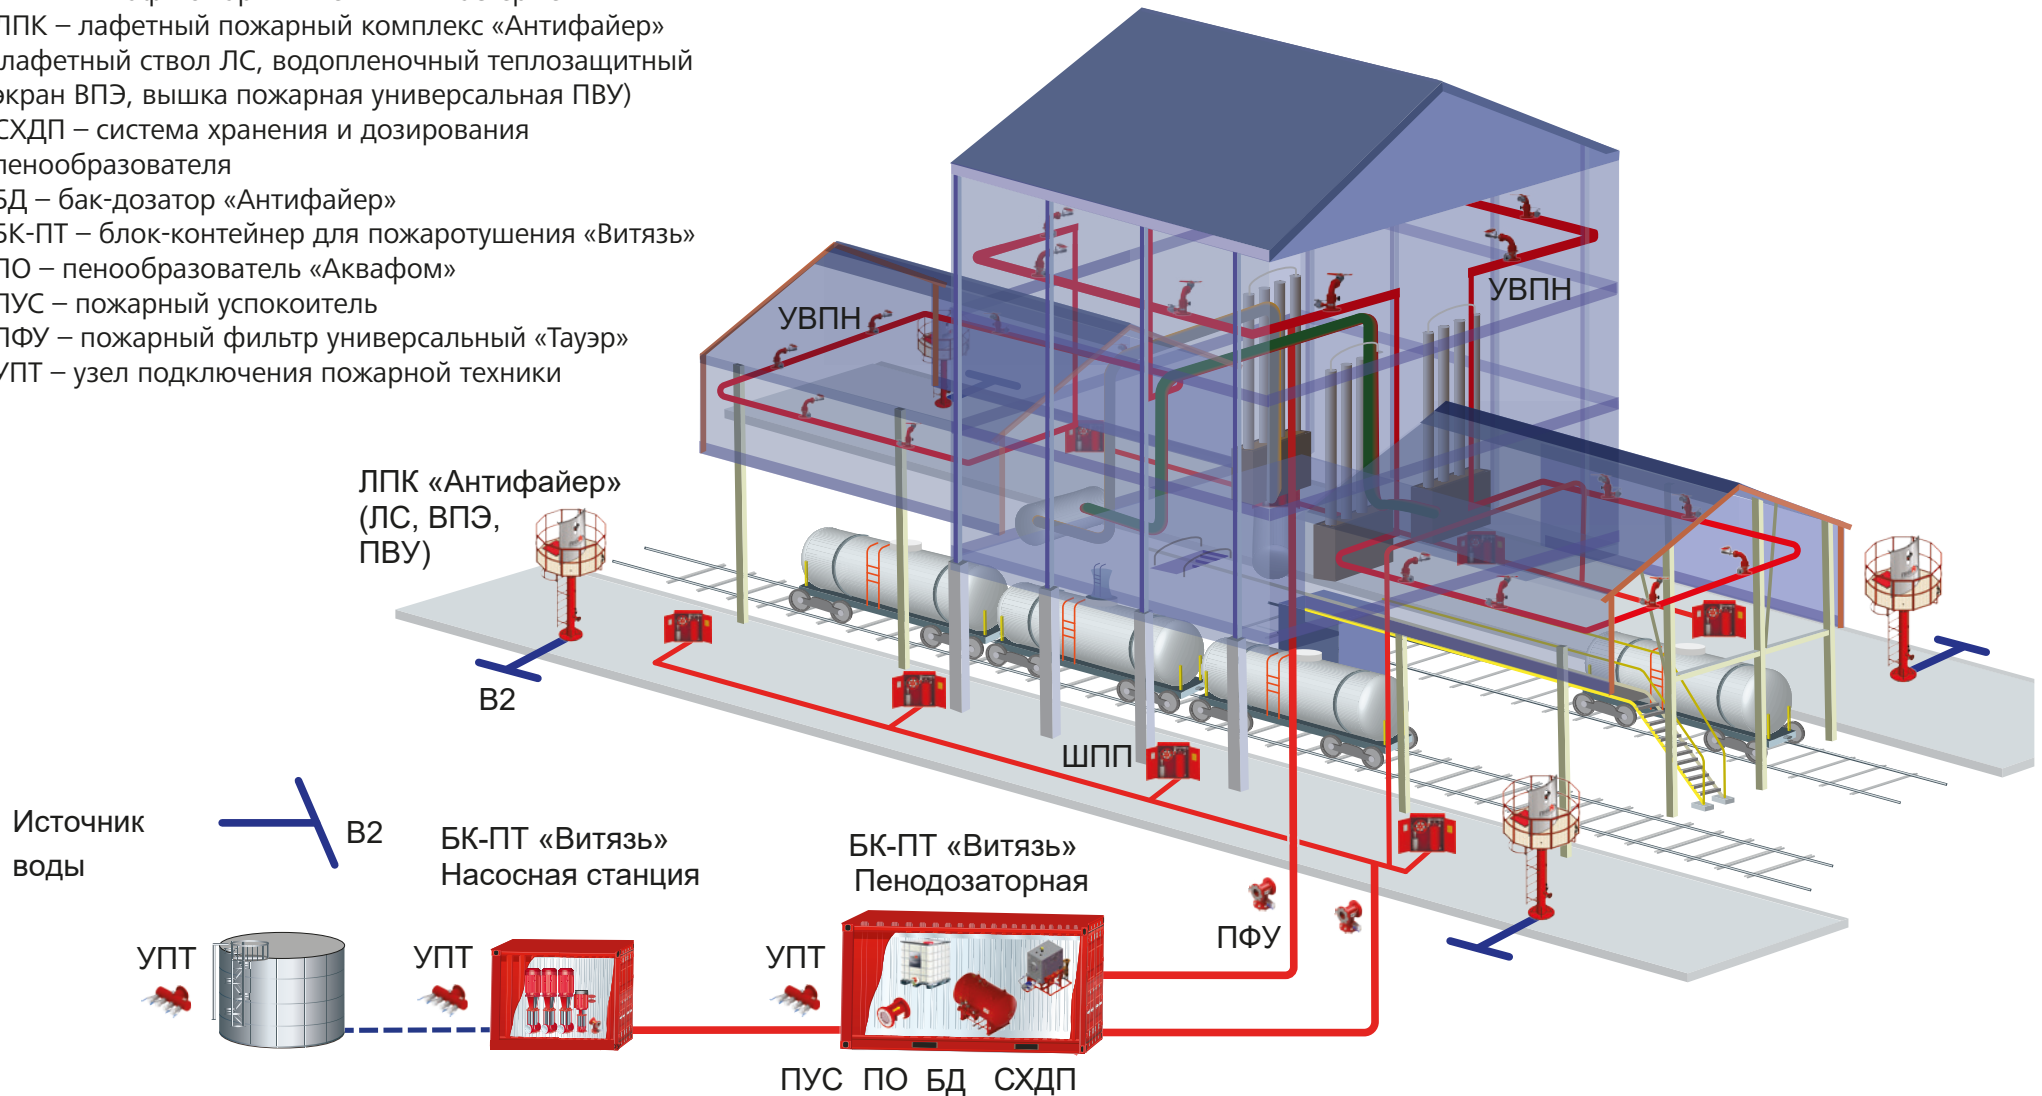 ЛПК – лафетный пожарный комплекс «Антифайер»
лафетный ствол ЛС, водопленочный теплозащитный
экран ВПЭ, вышка пожарная универсальная ПВУ)
СХДП – система хранения и дозирования
пенообразователя
БД – бак-дозатор «Антифайер»
БК-ПТ – блок-контейнер для пожаротушения «Витязь»
ПО – пенообразователь «Аквафом»
ПУС – пожарный успокоитель
ПФУ – пожарный фильтр универсальный «Тауэр»
УПТ – узел подключения пожарной техники
УВПН
УВПН
ЛПК «Антифайер»
(ЛС, ВПЭ,
ПВУ)
В2
ШПП
Источник
воды
В2
БК-ПТ «Витязь»
Насосная станция
БК-ПТ «Витязь»
Пенодозаторная
ПФУ
УПТ
УПТ
УПТ
ПУС ПО БД СХДП